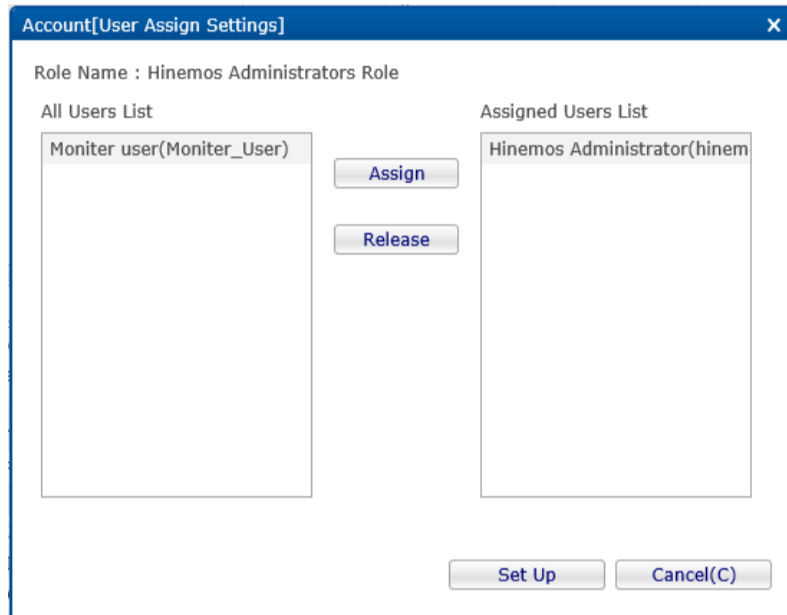 Account[User Assign Settings]
Role Name : Hinemos Administrators Role
All Users List
Assigned Users List
Moniter user(Moniter_User)
Hinemos Administrator(hinem
Assign
Release
Set Up
Cancel(C)